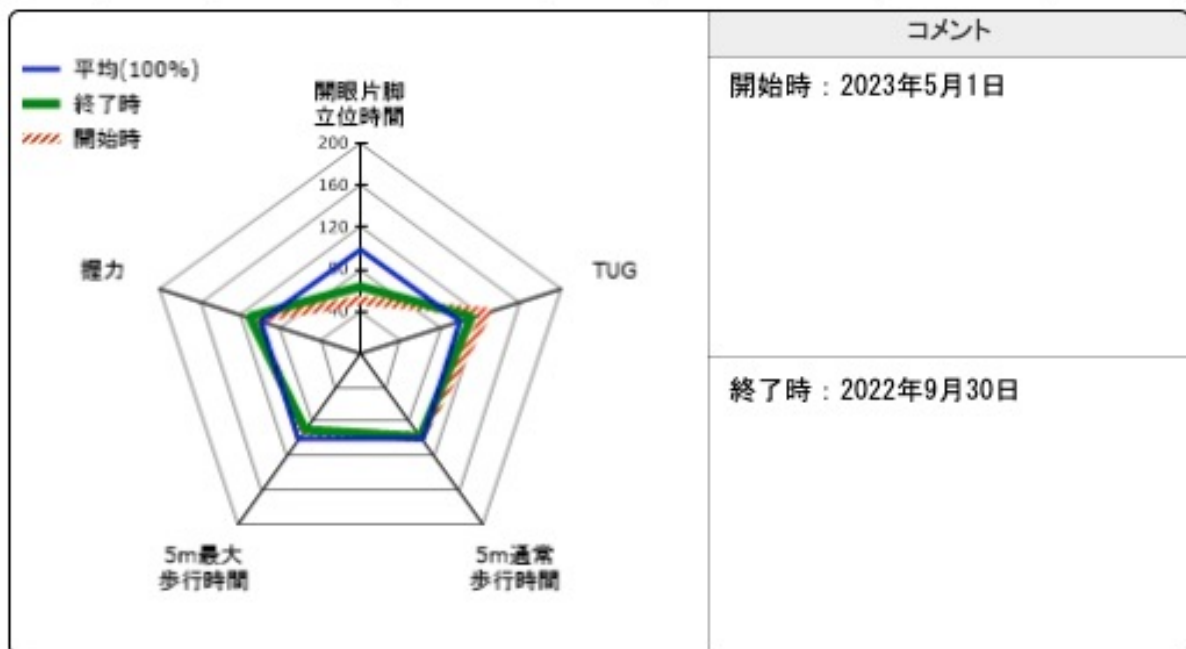 平均(100%)
終了時
開始時
開眼片脚
立位時間
200
160
120
80
40
握力
TUG
5m最大
歩行時間
5m通常
歩行時間
コメント
開始時：2023年5月1日
終了時：2022年9月30日